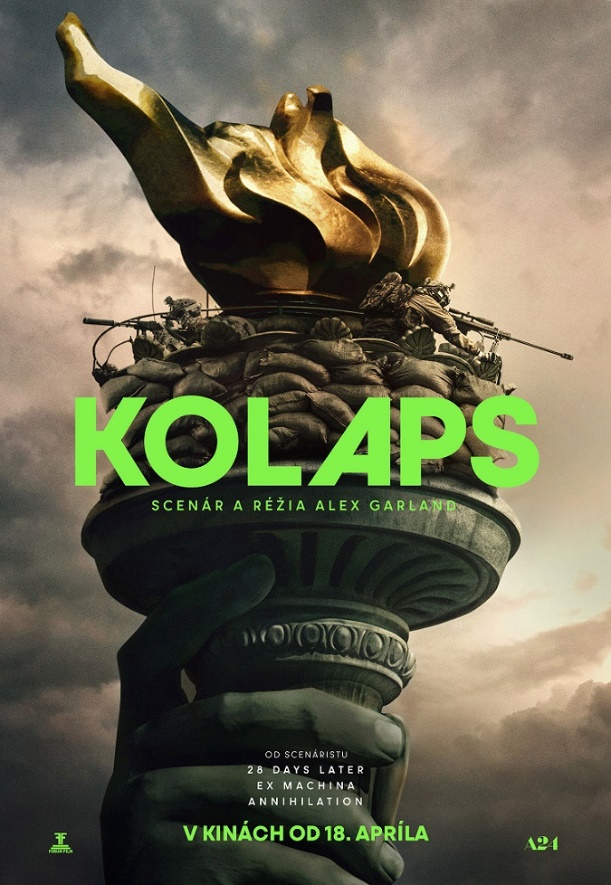 KOLAPS
SCENÁR A RÉŽIA ALEX GARLAND
OD SCENÁRISTU
28 DAYS LATER
EX MACHINA
ANNIHILATION
V KINÁCH OD 18. APRÍLA
A24